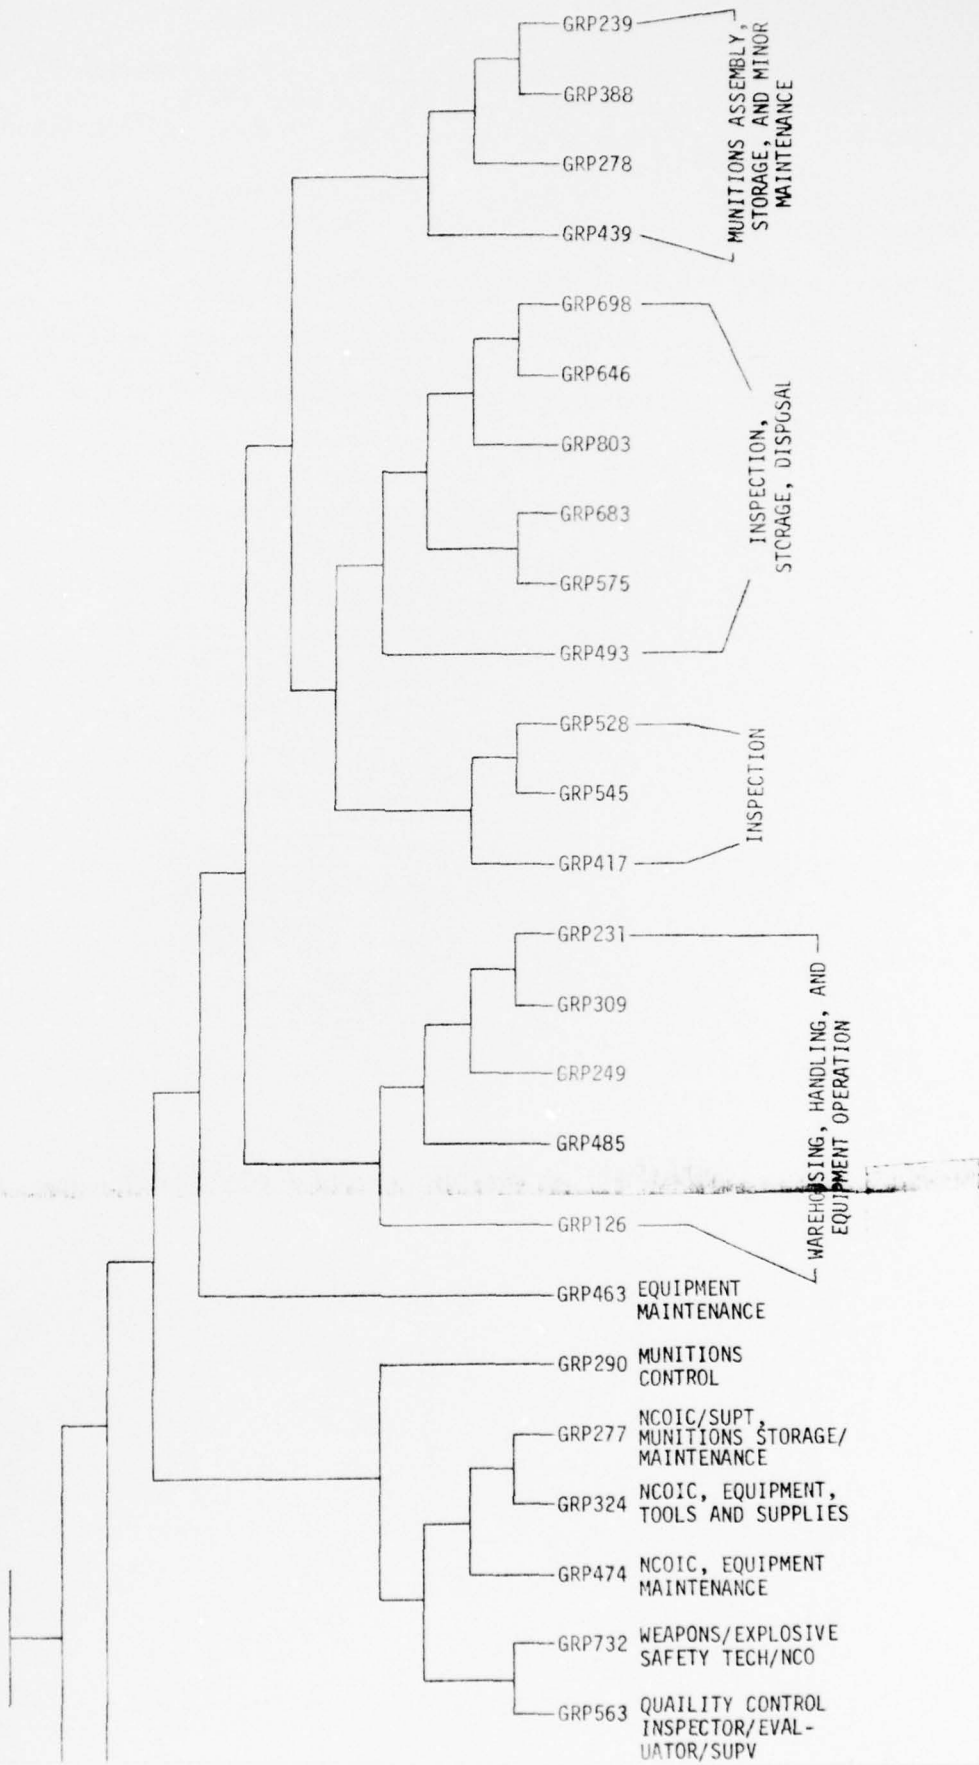 GRP239
GRP388
GRP278
GRP439
MUNITIONS ASSEMBLY,
STORAGE, AND MINOR
MAINTENANCE
GRP698
GRP646
GRP803
GRP683
GRP575
GRP493
INSPECTION,
STORAGE, DISPOSAL
GRP528
GRP545
GRP417
INSPECTION
GRP231
GRP309
GRP249
GRP485
GRP126
WAREHOUSING, HANDLING, AND
EQUIPMENT OPERATION
GRP463 EQUIPMENT
MAINTENANCE
GRP290 MUNITIONS
CONTROL
GRP277 NCOIC/SUPT,
MUNITIONS STORAGE/
MAINTENANCE
GRP324 NCOIC, EQUIPMENT,
TOOLS AND SUPPLIES
GRP474 NCOIC, EQUIPMENT
MAINTENANCE
GRP732 WEAPONS/EXPLOSIVE
SAFETY TECH/NCO
GRP563 QUAILITY CONTROL
INSPECTOR/EVAL-
UATOR/SUPV